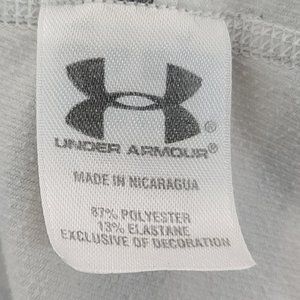 ®
UNDER ARMOUR®
MADE IN NICARAGUA
87% POLYESTER
13% ELASTANE
EXCLUSIVE OF DECORATION